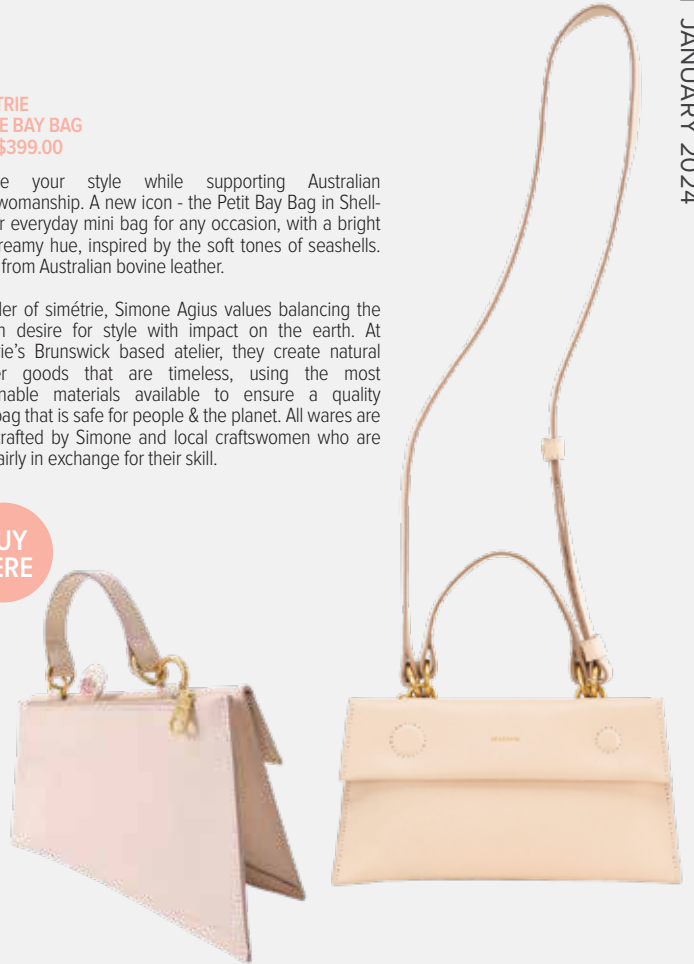 TRIE
E BAY BAG
$399.00
e your style while supporting Australian
womanship. A new icon - the Petit Bay Bag in Shell-
r everyday mini bag for any occasion, with a bright
reamy hue, inspired by the soft tones of seashells.
from Australian bovine leather.
ler of simétrie, Simone Agius values balancing the
n desire for style with impact on the earth. At
rie's Brunswick based atelier, they create natural
er goods that are timeless, using the most
nable materials available to ensure a quality
bag that is safe for people & the planet. All wares are
rafted by Simone and local craftswomen who are
airly in exchange for their skill.
UY
ERE
JANUARY 2024